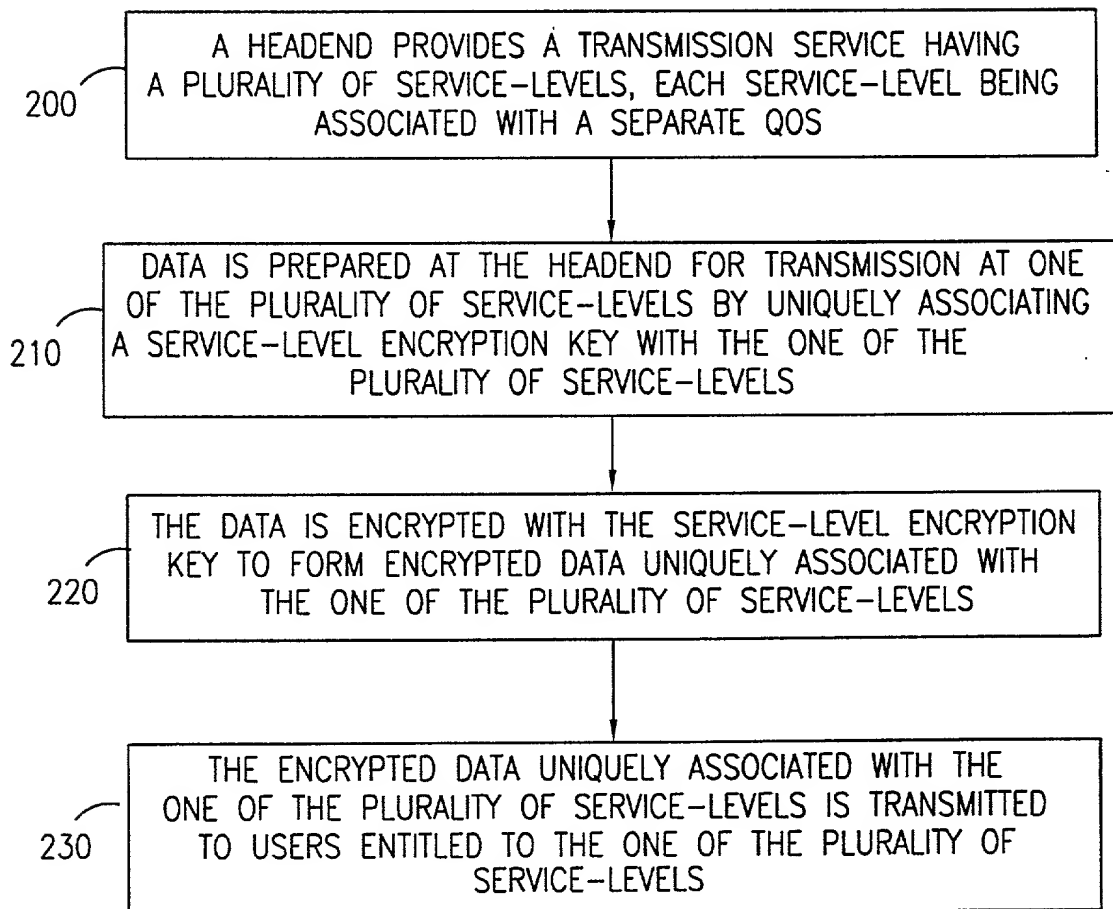 A HEADEND PROVIDES A TRANSMISSION SERVICE HAVING
A PLURALITY OF SERVICE-LEVELS, EACH SERVICE-LEVEL BEING
ASSOCIATED WITH A SEPARATE QOS
200
DATA IS PREPARED AT THE HEADEND FOR TRANSMISSION AT ONE
OF THE PLURALITY OF SERVICE-LEVELS BY UNIQUELY ASSOCIATING
A SERVICE-LEVEL ENCRYPTION KEY WITH THE ONE OF THE
PLURALITY OF SERVICE-LEVELS
210
THE DATA IS ENCRYPTED WITH THE SERVICE-LEVEL ENCRYPTION
KEY TO FORM ENCRYPTED DATA UNIQUELY ASSOCIATED WITH
THE ONE OF THE PLURALITY OF SERVICE-LEVELS
220
THE ENCRYPTED DATA UNIQUELY ASSOCIATED WITH THE
ONE OF THE PLURALITY OF SERVICE-LEVELS IS TRANSMITTED
TO USERS ENTITLED TO THE ONE OF THE PLURALITY OF
SERVICE-LEVELS
230